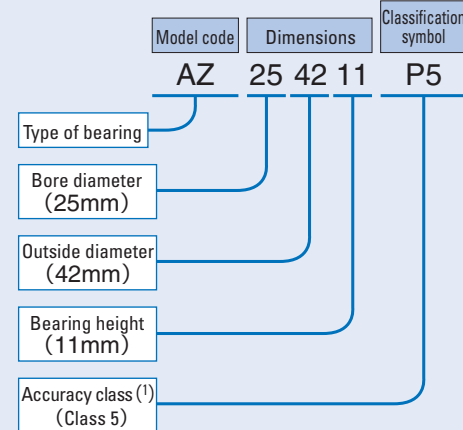 Model code Dimensions Classification symbol
AZ 25 42 11 P5
Type of bearing
Bore diameter
(25mm)
Outside diameter
(42mm)
Bearing height
(11mm)
Accuracy class (1)
(Class 5)